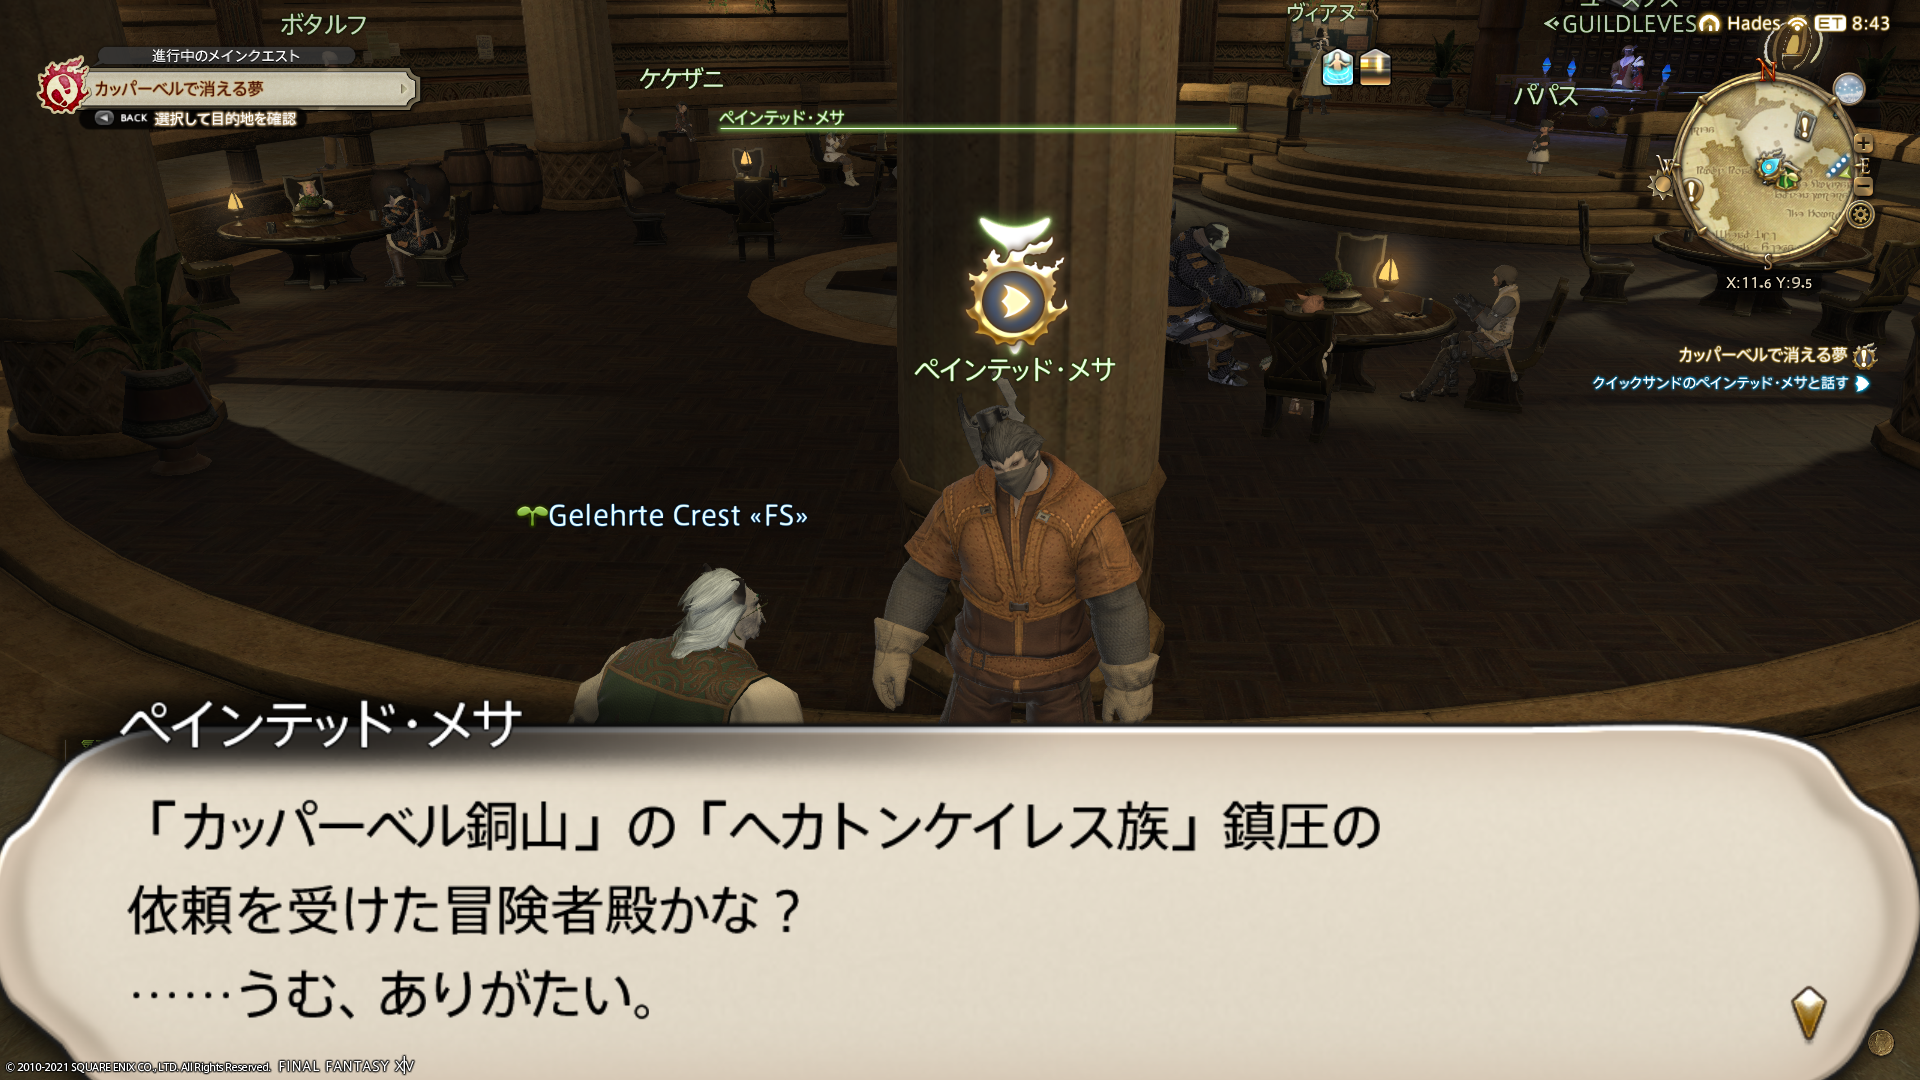 ボタルフ
進行中のメインクエスト
カッパーベルで消える夢
BACK 選択して目的地を確認
ケケザニ
ペインテッド・メサ
ヴィアヌ
GUILDLEVES
Hades ET 8:43
パパス
N
W
E
S
X:11.6 Y:9.5
カッパーベルで消える夢
クイックサンドのペインテッド・メサと話す
ペインテッド・メサ
Gelehrte Crest «FS»
ペインテッド・メサ
「カッパーベル銅山」の「ヘカトンケイレス族」鎮圧の
依頼を受けた冒険者殿かな？
……うむ、ありがたい。
© 2010-2021 SQUARE ENIX CO., LTD. All Rights Reserved. FINAL FANTASY XIV